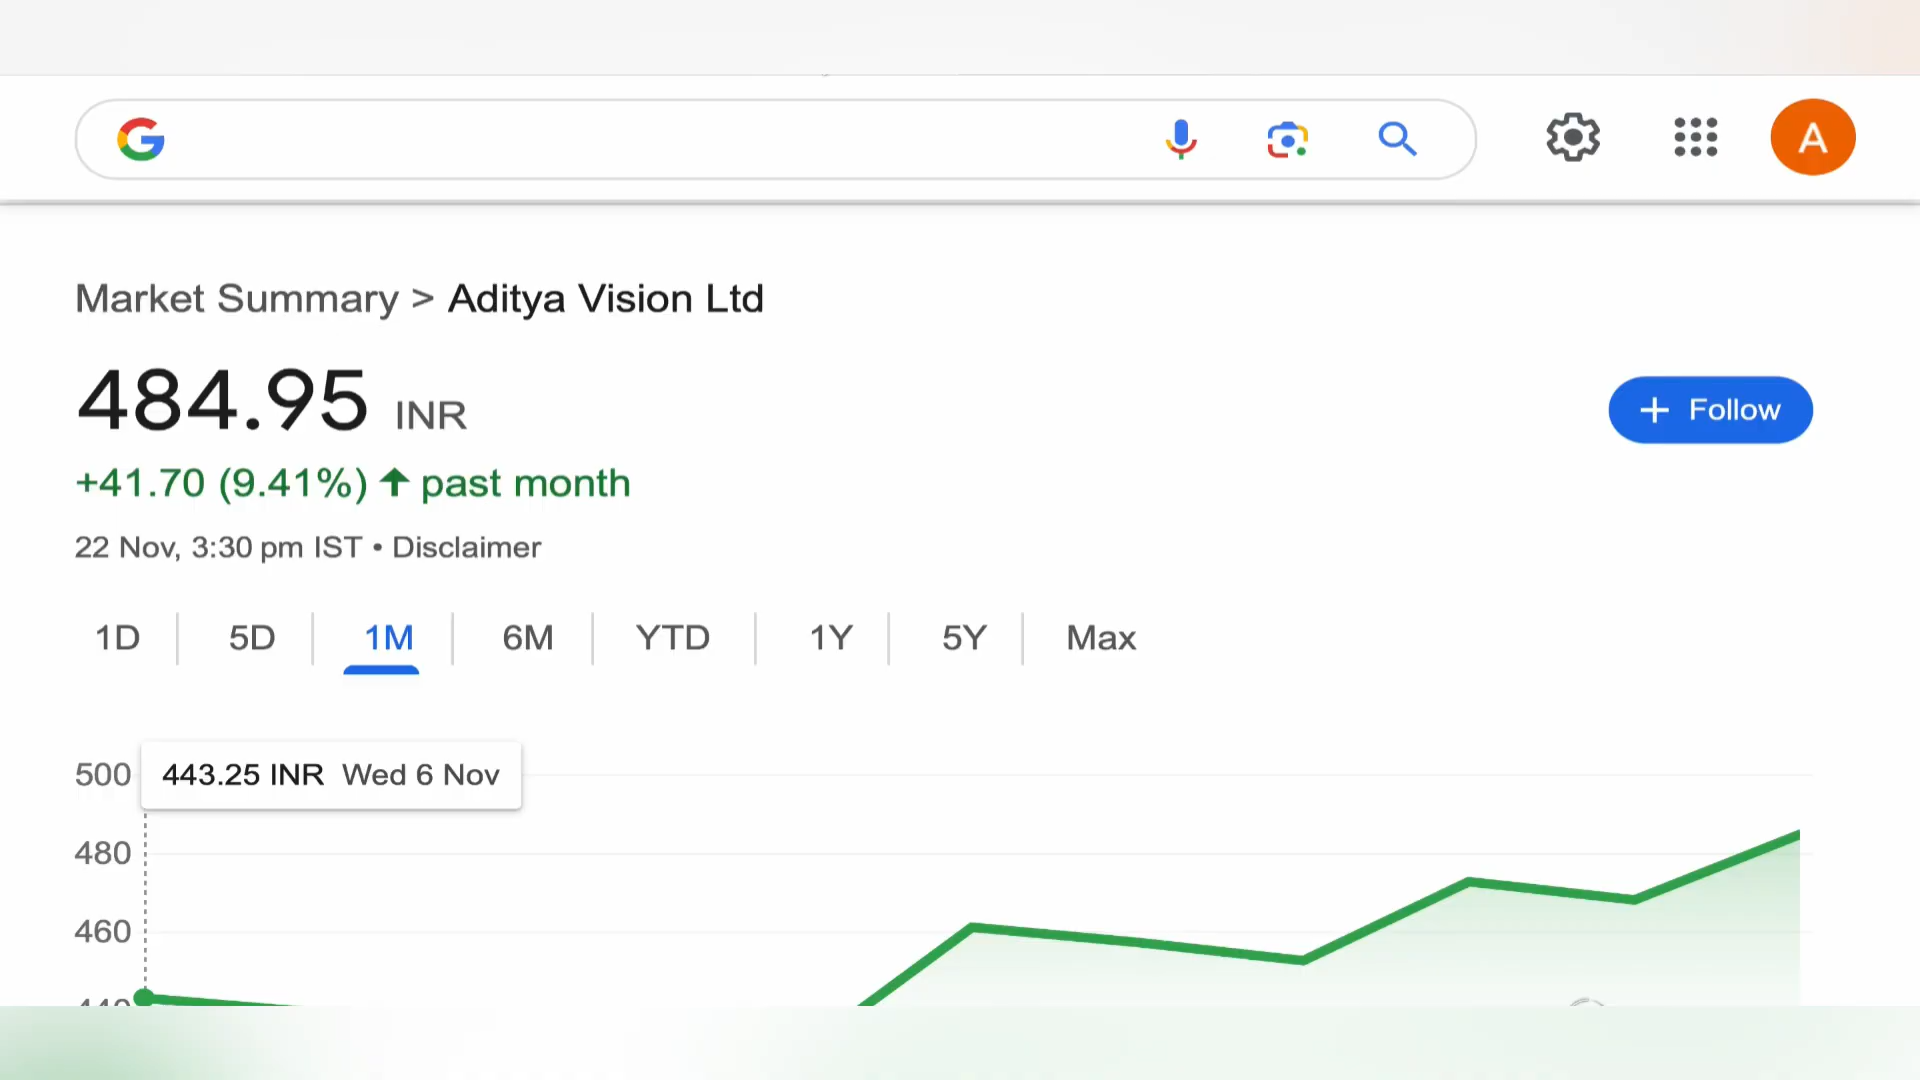 Market Summary > Aditya Vision Ltd
484.95 INR
+ Follow
+41.70 (9.41%) ↑ past month
22 Nov, 3:30 pm IST • Disclaimer
1D 5D 1M 6M YTD 1Y 5Y Max
500
443.25 INR Wed 6 Nov
480
460
A